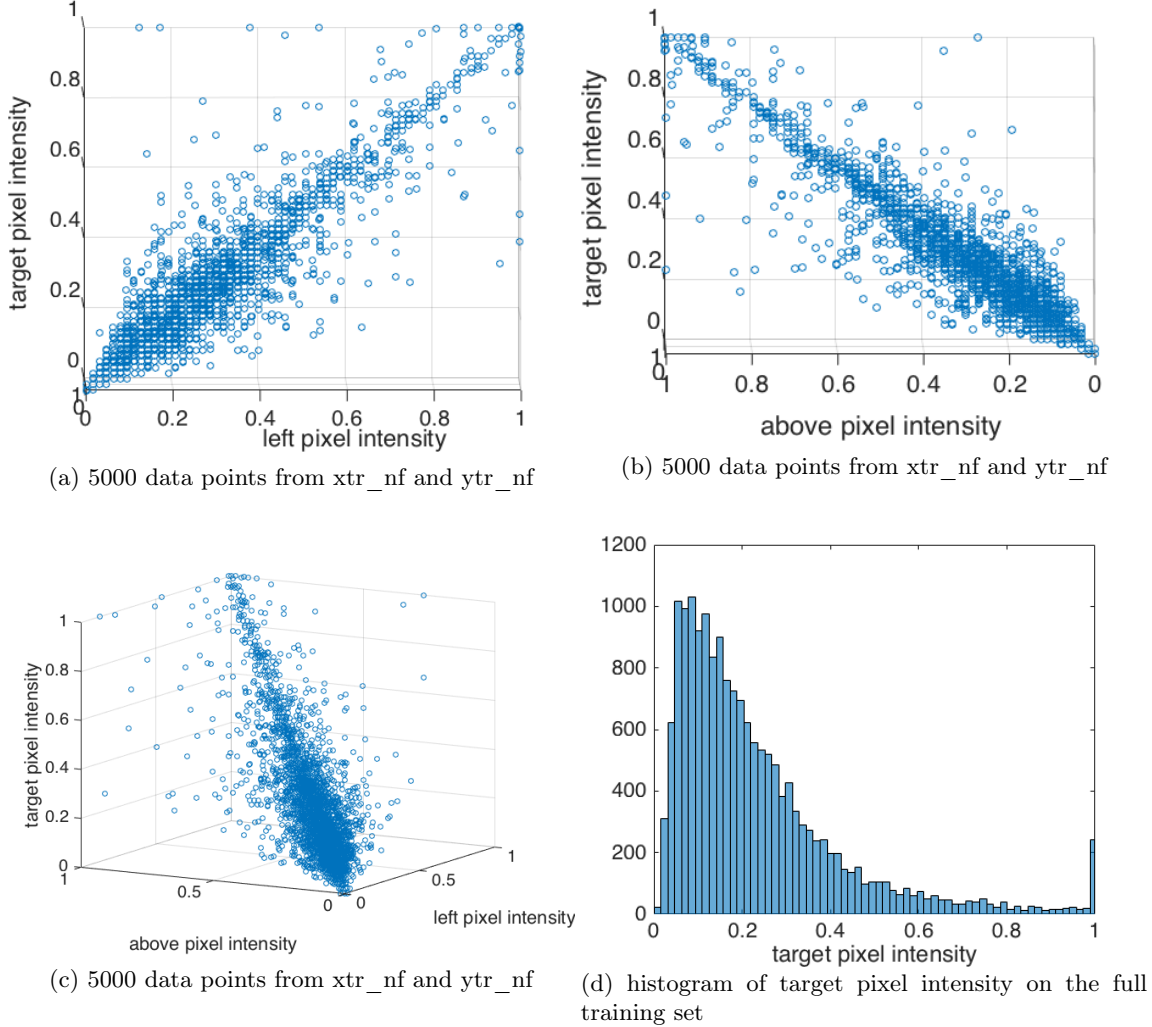 1
0.8
0.6
0.4
0.2
0
1
0
0 0.2 0.4 0.6 0.8 1
target pixel intensity
left pixel intensity
(a) 5000 data points from xtr_nf and ytr_nf
1
0.8
0.6
0.4
0.2
0
1
0
1 0.8 0.6 0.4 0.2 0
target pixel intensity
above pixel intensity
(b) 5000 data points from xtr_nf and ytr_nf
1
0.8
0.6
0.4
0.2
0
target pixel intensity
1 0.5 0
0 0.5 1
left pixel intensity
above pixel intensity
(c) 5000 data points from xtr_nf and ytr_nf
1200
1000
800
600
400
200
0
0 0.2 0.4 0.6 0.8 1
target pixel intensity
(d) histogram of target pixel intensity on the full
training set